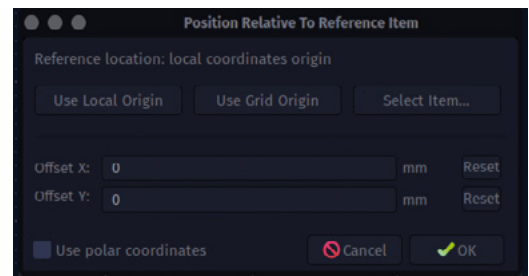 Position Relative To Reference Item
Reference location: local coordinates origin
Use Local Origin Use Grid Origin Select Item...
Offset X: 0 mm Reset
Offset Y: 0 mm Reset
Use polar coordinates Cancel OK